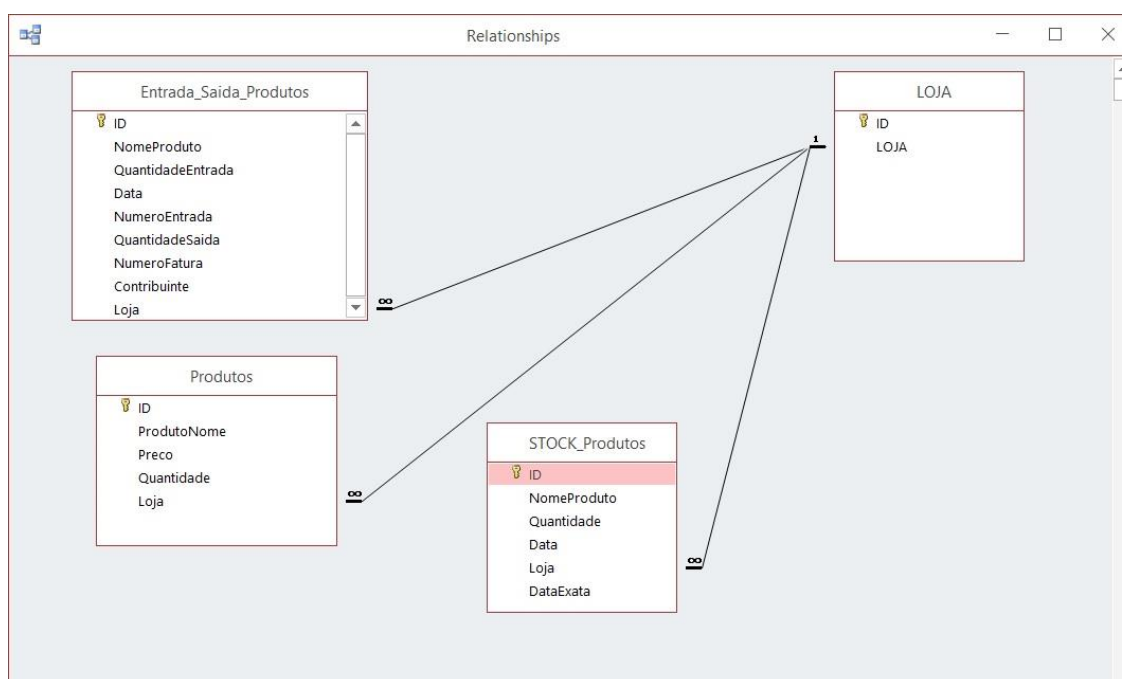 Relationships
Entrada_Saida_Produtos
ID
NomeProduto
QuantidadeEntrada
Data
NumeroEntrada
QuantidadeSaida
NumeroFatura
Contribuinte
Loja
∞
LOJA
ID
LOJA
1
Produtos
ID
ProdutoNome
Preco
Quantidade
Loja
∞
STOCK_Produtos
ID
NomeProduto
Quantidade
Data
Loja
DataExata
∞